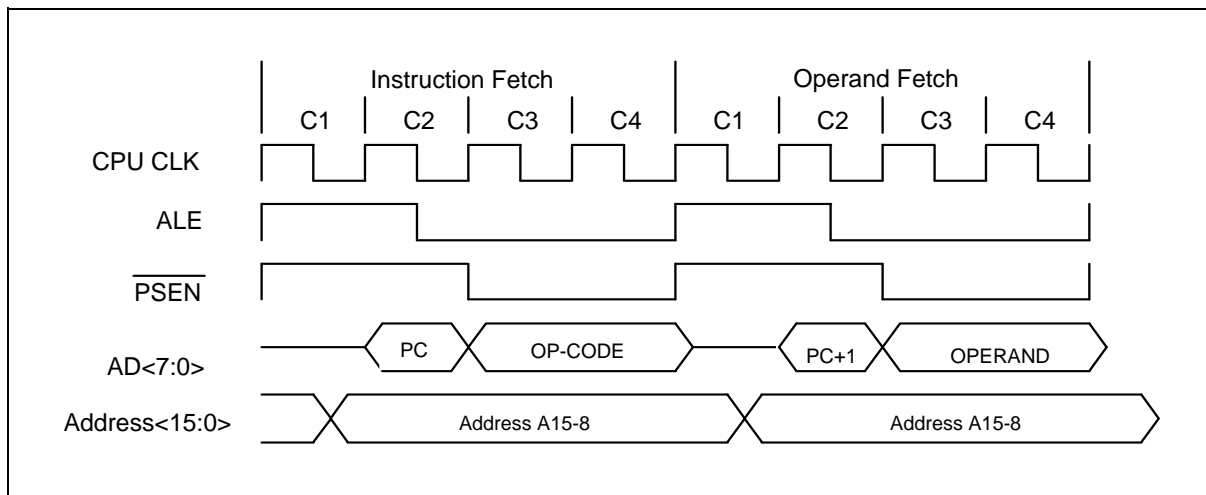 Instruction Fetch Operand Fetch
C1 C2 C3 C4 C1 C2 C3 C4
CPU CLK
ALE
PSEN
AD<7:0> PC OP-CODE PC+1 OPERAND
Address<15:0> Address A15-8 Address A15-8